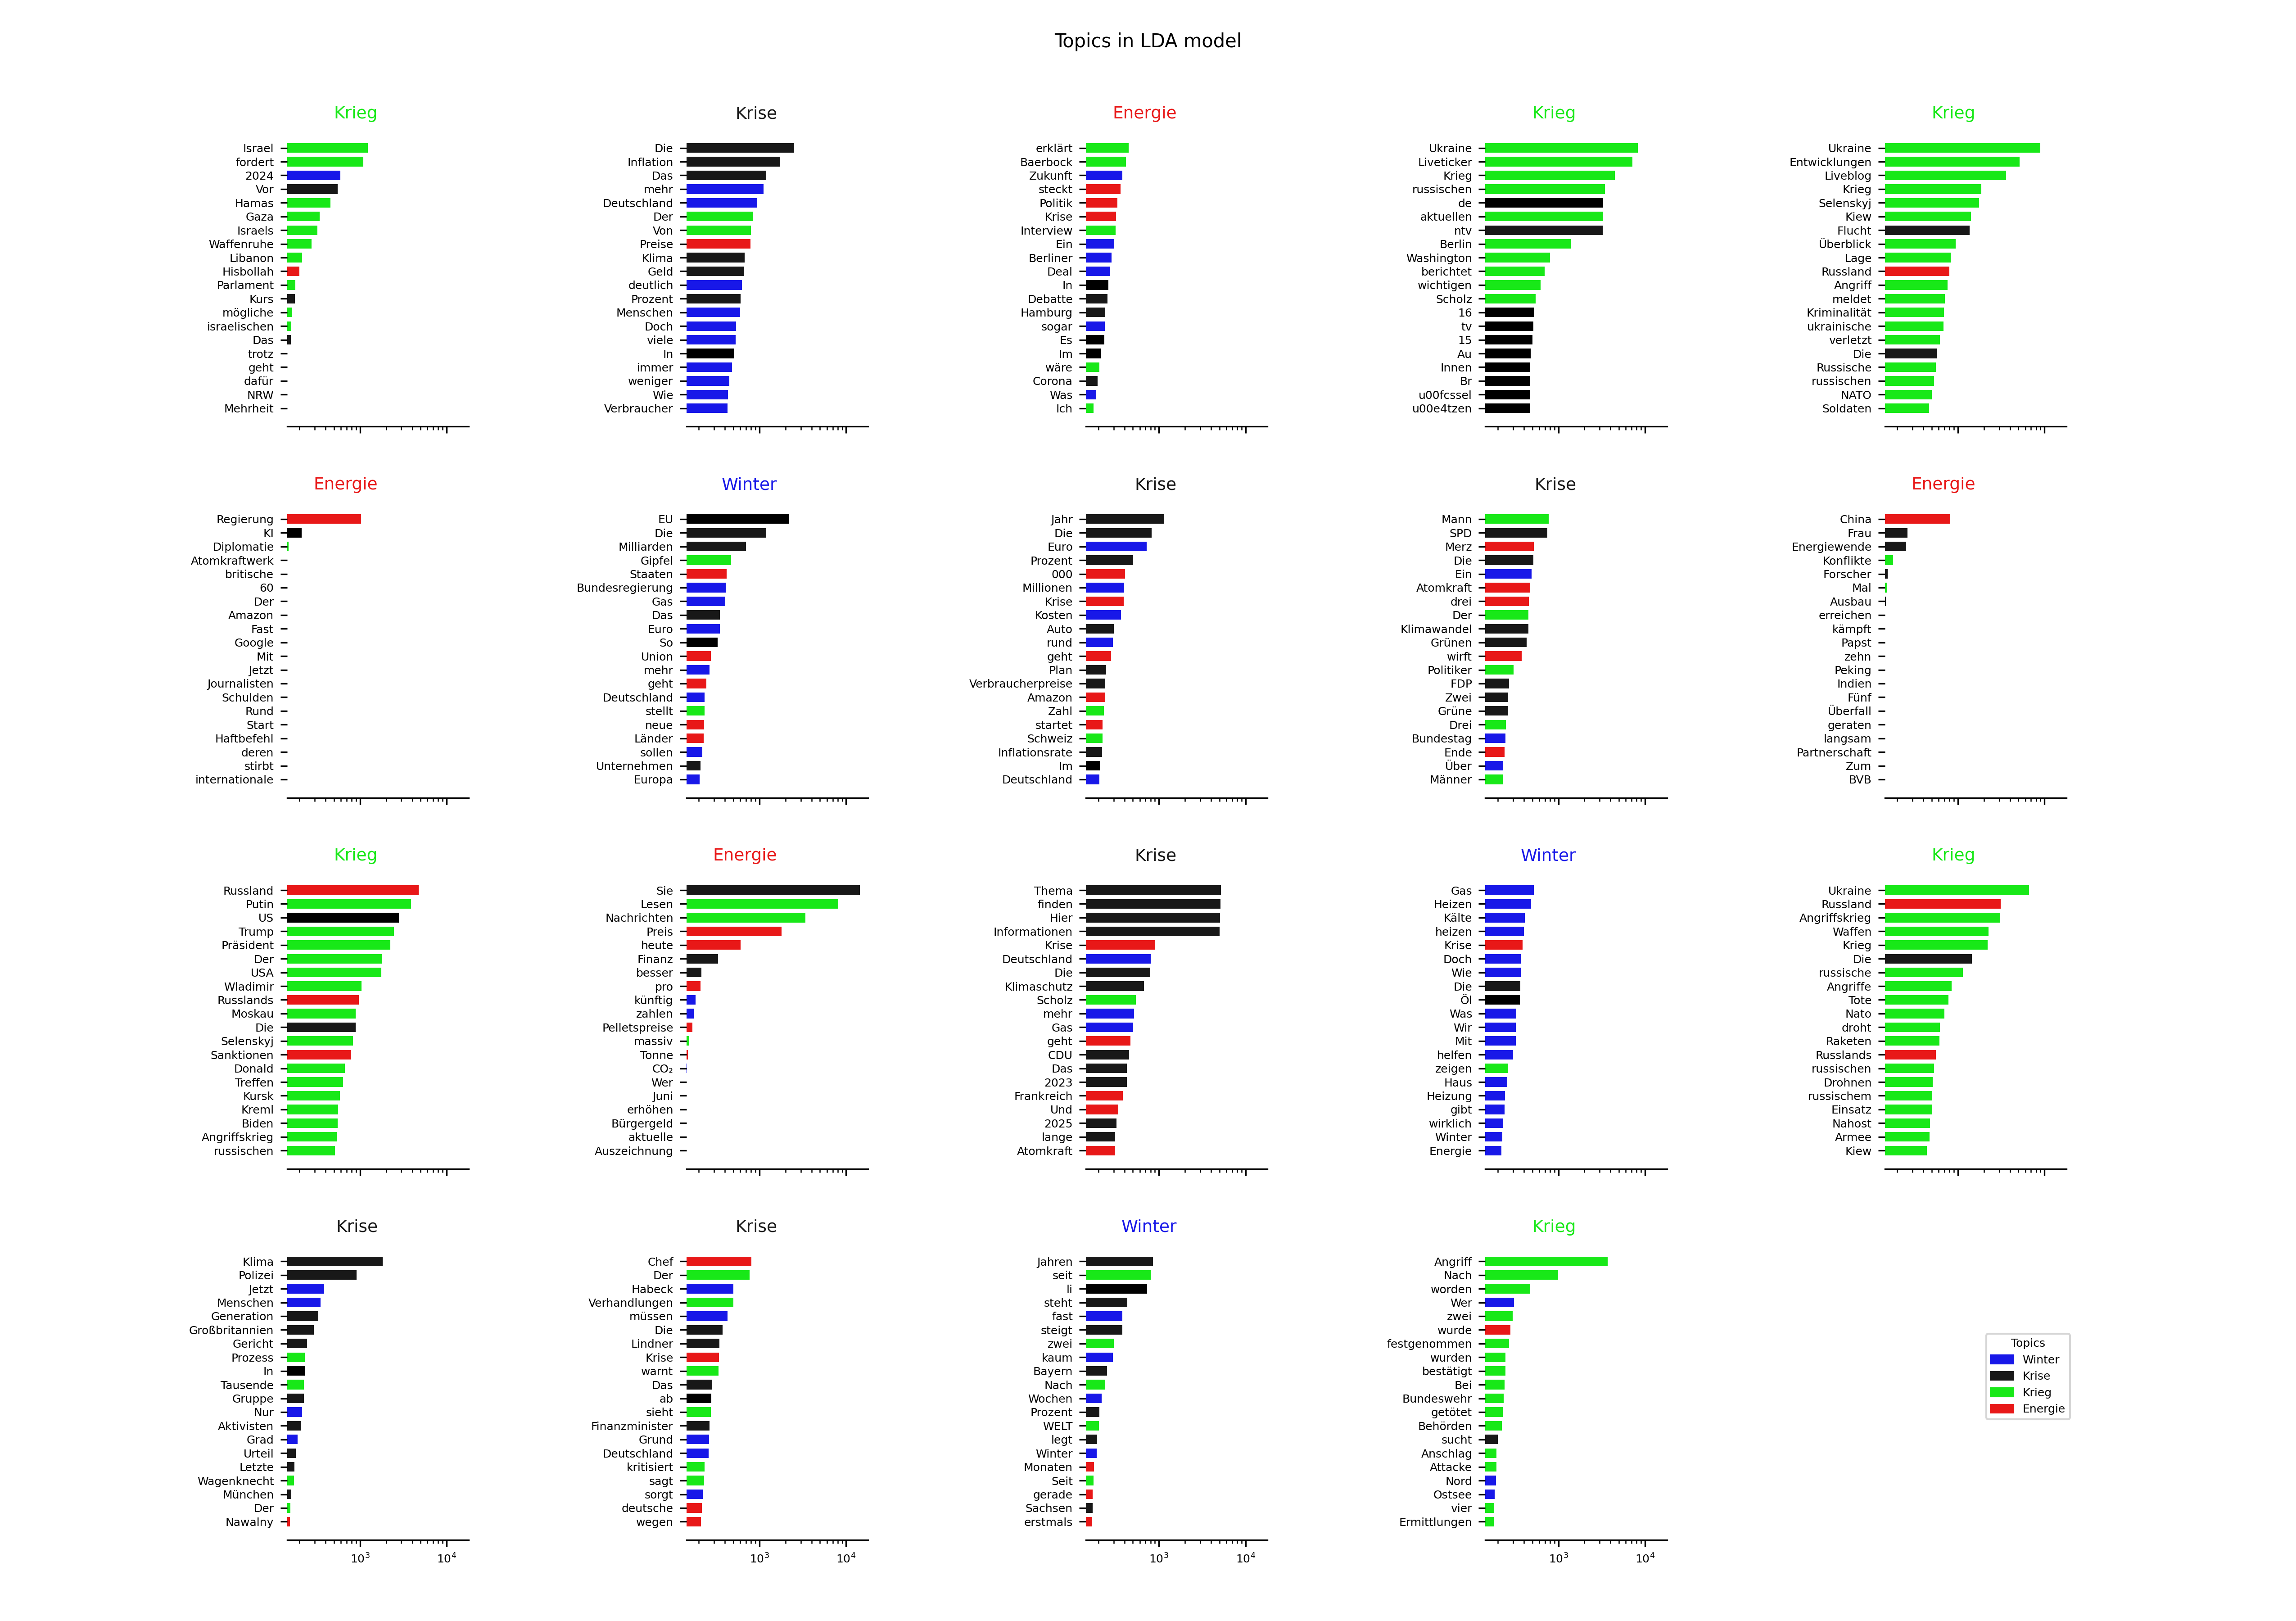 Topics in LDA model
Krieg
Israel
fordert
2024
Vor
Hamas
Gaza
Israels
Waffenruhe
Libanon
Hisbollah
Parlament
Kurs
mögliche
israelischen
Das
trotz
geht
dafür
NRW
Mehrheit
Krise
Die
Inflation
Das
mehr
Deutschland
Der
Von
Preise
Klima
Geld
deutlich
Prozent
Menschen
Doch
viele
In
immer
weniger
Wie
Verbraucher
Energie
erklärt
Baerbock
Zukunft
steckt
Politik
Krise
Interview
Ein
Berliner
Deal
In
Debatte
Hamburg
sogar
Es
Im
wäre
Corona
Was
Ich
Krieg
Ukraine
Liveticker
Krieg
russischen
de
aktuellen
ntv
Berlin
Washington
berichtet
wichtigen
Scholz
16
tv
15
Au
Innen
Br
u00fcssel
u00e4tzen
Krieg
Ukraine
Entwicklungen
Liveblog
Krieg
Selenskyj
Kiew
Flucht
Überblick
Lage
Russland
Angriff
meldet
Kriminalität
ukrainische
verletzt
Die
Russische
russischen
NATO
Soldaten
Energie
Regierung
KI
Diplomatie
Atomkraftwerk
britische
60
Der
Amazon
Fast
Google
Mit
Jetzt
Journalisten
Schulden
Rund
Start
Haftbefehl
deren
stirbt
internationale
Winter
EU
Die
Milliarden
Gipfel
Staaten
Bundesregierung
Gas
Das
Euro
So
Union
mehr
geht
Deutschland
stellt
neue
Länder
sollen
Unternehmen
Europa
Krise
Jahr
Die
Euro
Prozent
000
Millionen
Krise
Kosten
Auto
rund
geht
Plan
Verbraucherpreise
Amazon
Zahl
startet
Schweiz
Inflationsrate
Im
Deutschland
Krise
Mann
SPD
Merz
Die
Ein
Atomkraft
drei
Der
Klimawandel
Grünen
wirft
Politiker
FDP
Zwei
Grüne
Drei
Bundestag
Ende
Über
Männer
Energie
China
Frau
Energiewende
Konflikte
Forscher
Mal
Ausbau
erreichen
kämpft
Papst
zehn
Peking
Indien
Fünf
Überfall
geraten
langsam
Partnerschaft
Zum
BVB
Krieg
Russland
Putin
US
Trump
Präsident
Der
USA
Wladimir
Russlands
Moskau
Die
Selenskyj
Sanktionen
Donald
Treffen
Kursk
Kreml
Biden
Angriffskrieg
russischen
Energie
Sie
Lesen
Nachrichten
Preis
heute
Finanz
besser
pro
künftig
zahlen
Pelletspreise
massiv
Tonne
CO₂
Wer
Juni
erhöhen
Bürgergeld
aktuelle
Auszeichnung
Krise
Thema
finden
Hier
Informationen
Krise
Deutschland
Die
Klimaschutz
Scholz
mehr
Gas
geht
CDU
Das
2023
Frankreich
Und
2025
lange
Atomkraft
Winter
Gas
Heizen
Kälte
heizen
Krise
Doch
Wie
Die
Öl
Was
Wir
Mit
helfen
zeigen
Haus
Heizung
gibt
wirklich
Winter
Energie
Krieg
Ukraine
Russland
Angriffskrieg
Waffen
Krieg
Die
russische
Angriffe
Tote
Nato
droht
Raketen
Russlands
russischen
Drohnen
russischem
Einsatz
Nahost
Armee
Kiew
Krise
Klima
Polizei
Jetzt
Menschen
Generation
Großbritannien
Gericht
Prozess
In
Tausende
Gruppe
Nur
Aktivisten
Grad
Urteil
Letzte
Wagenknecht
München
Der
Nawalny
10³ 10⁴
Krise
Chef
Der
Habeck
Verhandlungen
müssen
Die
Lindner
Krise
warnt
Das
ab
sieht
Finanzminister
Grund
Deutschland
kritisiert
sagt
sorgt
deutsche
wegen
10³ 10⁴
Winter
Jahren
seit
li
steht
fast
steigt
zwei
kaum
Bayern
Nach
Wochen
Prozent
WELT
legt
Winter
Monaten
Seit
gerade
Sachsen
erstmals
10³ 10⁴
Krieg
Angriff
Nach
worden
Wer
zwei
wurde
festgenommen
wurden
bestätigt
Bei
Bundeswehr
getötet
Behörden
sucht
Anschlag
Attacke
Nord
Ostsee
vier
Ermittlungen
10³ 10⁴
Topics
Winter
Krise
Krieg
Energie